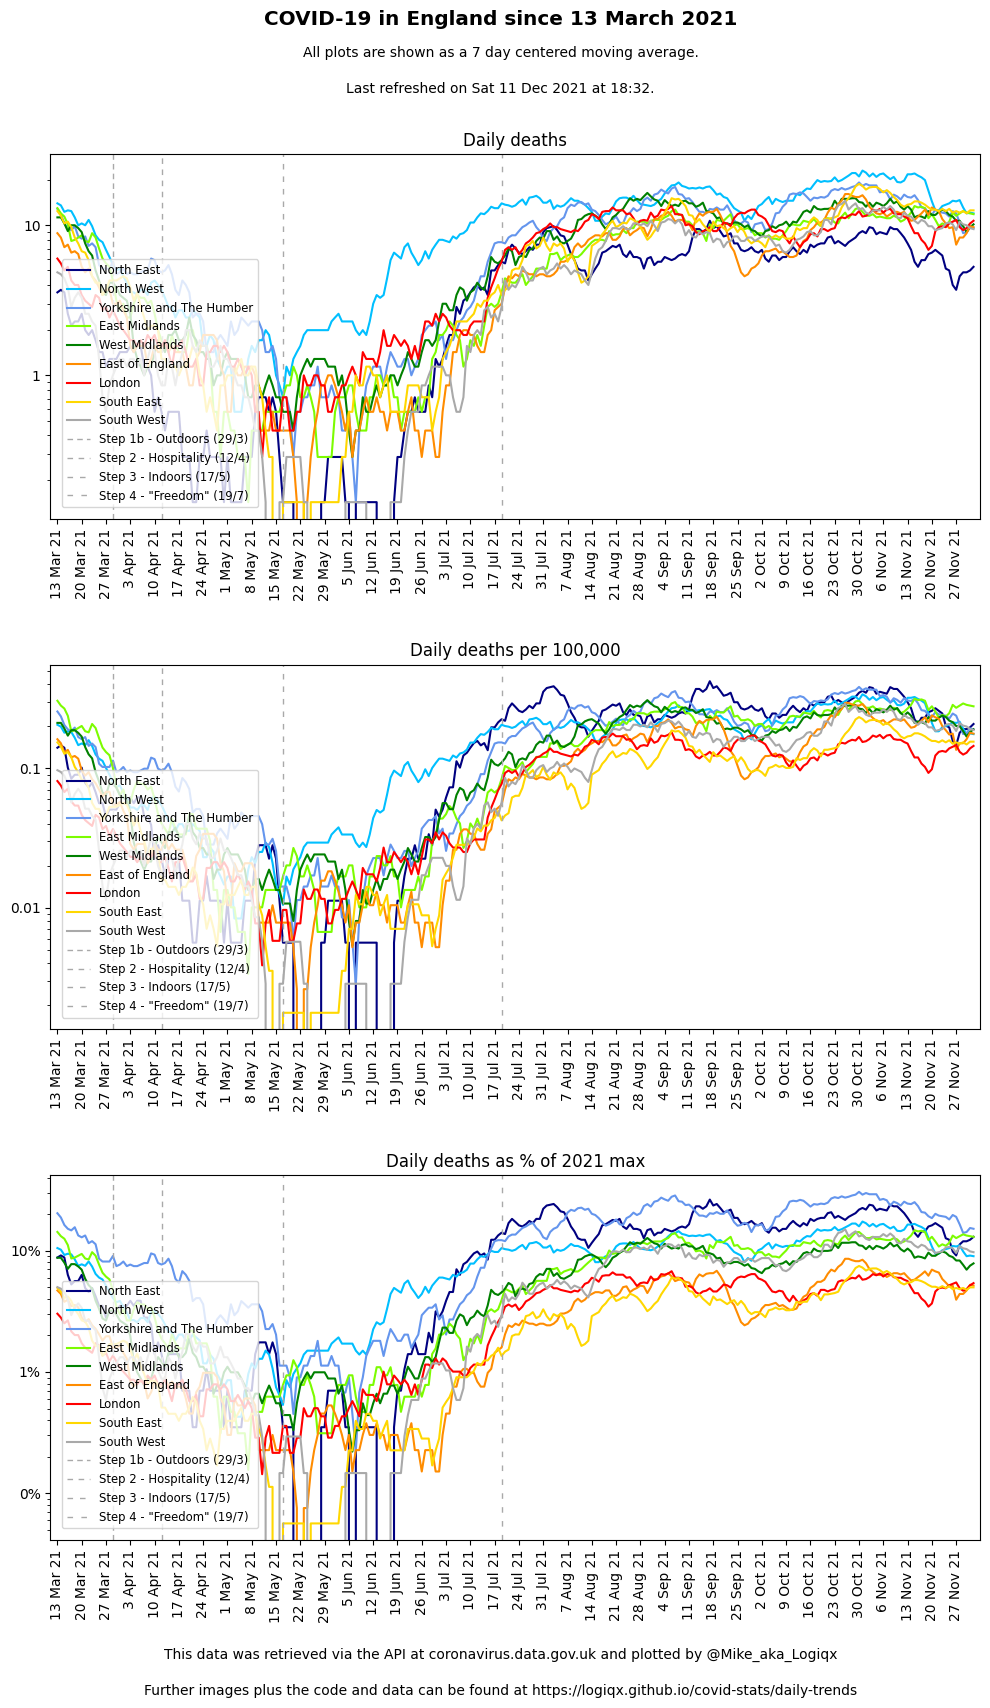 COVID-19 in England since 13 March 2021
All plots are shown as a 7 day centered moving average.
Last refreshed on Sat 11 Dec 2021 at 18:32.
Daily deaths
10
1
North East
North West
Yorkshire and The Humber
East Midlands
West Midlands
East of England
London
South East
South West
Step 1b - Outdoors (29/3)
Step 2 - Hospitality (12/4)
Step 3 - Indoors (17/5)
Step 4 - "Freedom" (19/7)
13 Mar 21
20 Mar 21
27 Mar 21
3 Apr 21
10 Apr 21
17 Apr 21
24 Apr 21
1 May 21
8 May 21
15 May 21
22 May 21
29 May 21
5 Jun 21
12 Jun 21
19 Jun 21
26 Jun 21
3 Jul 21
10 Jul 21
17 Jul 21
24 Jul 21
31 Jul 21
7 Aug 21
14 Aug 21
21 Aug 21
28 Aug 21
4 Sep 21
11 Sep 21
18 Sep 21
25 Sep 21
2 Oct 21
9 Oct 21
16 Oct 21
23 Oct 21
30 Oct 21
6 Nov 21
13 Nov 21
20 Nov 21
27 Nov 21
Daily deaths per 100,000
0.1
0.01
North East
North West
Yorkshire and The Humber
East Midlands
West Midlands
East of England
London
South East
South West
Step 1b - Outdoors (29/3)
Step 2 - Hospitality (12/4)
Step 3 - Indoors (17/5)
Step 4 - "Freedom" (19/7)
13 Mar 21
20 Mar 21
27 Mar 21
3 Apr 21
10 Apr 21
17 Apr 21
24 Apr 21
1 May 21
8 May 21
15 May 21
22 May 21
29 May 21
5 Jun 21
12 Jun 21
19 Jun 21
26 Jun 21
3 Jul 21
10 Jul 21
17 Jul 21
24 Jul 21
31 Jul 21
7 Aug 21
14 Aug 21
21 Aug 21
28 Aug 21
4 Sep 21
11 Sep 21
18 Sep 21
25 Sep 21
2 Oct 21
9 Oct 21
16 Oct 21
23 Oct 21
30 Oct 21
6 Nov 21
13 Nov 21
20 Nov 21
27 Nov 21
Daily deaths as % of 2021 max
10%
1%
0%
North East
North West
Yorkshire and The Humber
East Midlands
West Midlands
East of England
London
South East
South West
Step 1b - Outdoors (29/3)
Step 2 - Hospitality (12/4)
Step 3 - Indoors (17/5)
Step 4 - "Freedom" (19/7)
13 Mar 21
20 Mar 21
27 Mar 21
3 Apr 21
10 Apr 21
17 Apr 21
24 Apr 21
1 May 21
8 May 21
15 May 21
22 May 21
29 May 21
5 Jun 21
12 Jun 21
19 Jun 21
26 Jun 21
3 Jul 21
10 Jul 21
17 Jul 21
24 Jul 21
31 Jul 21
7 Aug 21
14 Aug 21
21 Aug 21
28 Aug 21
4 Sep 21
11 Sep 21
18 Sep 21
25 Sep 21
2 Oct 21
9 Oct 21
16 Oct 21
23 Oct 21
30 Oct 21
6 Nov 21
13 Nov 21
20 Nov 21
27 Nov 21
This data was retrieved via the API at coronavirus.data.gov.uk and plotted by @Mike_aka_Logiqx
Further images plus the code and data can be found at https://logiqx.github.io/covid-stats/daily-trends